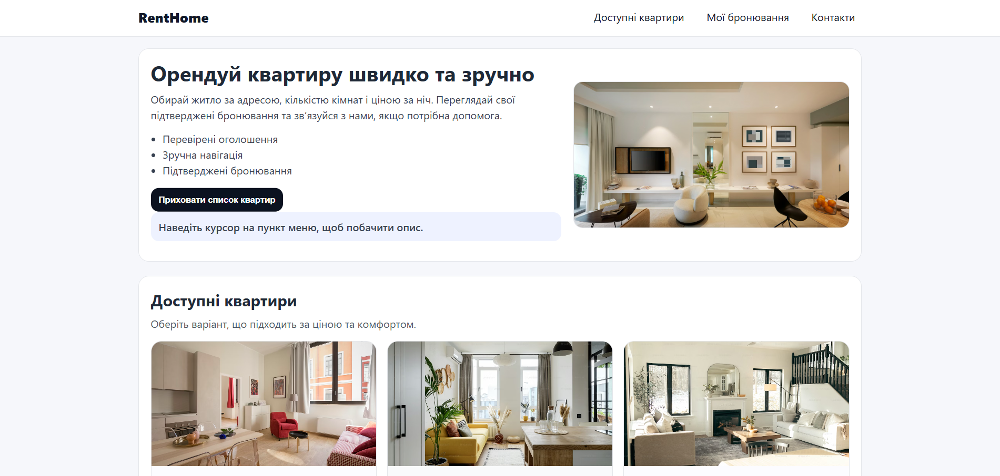 RentHome
Доступні квартири
Мої бронювання
Контакти
Орендуй квартиру швидко та зручно
Обирай житло за адресою, кількістю кімнат і ціною за ніч. Переглядай свої
підтверджені бронювання та зв’язуйся з нами, якщо потрібна допомога.
Перевірені оголошення
Зручна навігація
Підтверджені бронювання
Приховати список квартир
Наведіть курсор на пункт меню, щоб побачити опис.
Доступні квартири
Оберіть варіант, що підходить за ціною та комфортом.